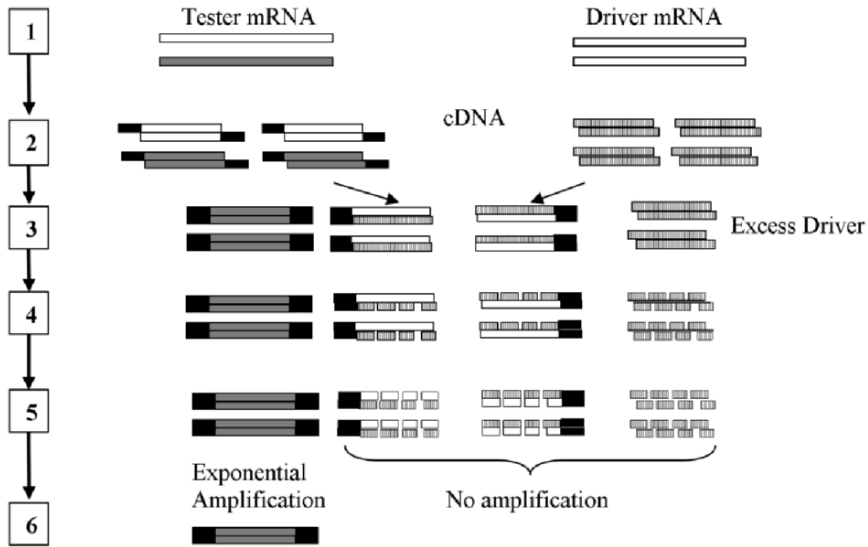 1
Tester mRNA
Driver mRNA
2
cDNA
3
Excess Driver
4
5
Exponential
Amplification
No amplification
6